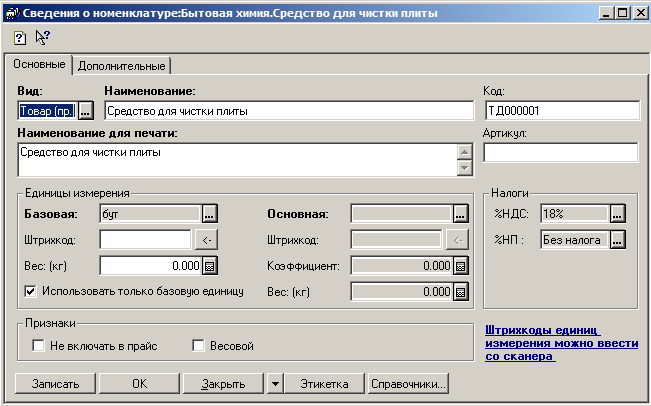 Сведения о номенклатуре:Бытовая химия.Средство для чистки плиты
Основные Дополнительные
Вид: Наименование: Код:
Товар (пр. ... Средство для чистки плиты ТД000001
Наименование для печати: Артикул:
Средство для чистки плиты
Единицы измерения Налоги
Базовая: бут ... Основная: ... %НДС: 18% ...
Штрихкод: <- Штрихкод: <- %НП : Без налога ...
Вес: (кг) 0.000 Коэффициент: 0.000
Использовать только базовую единицу Вес: (кг) 0.000
Признаки
Не включать в прайс Весовой
Штрихкоды единиц
измерения можно ввести
со сканера
Записать OK Закрыть Этикетка Справочники...